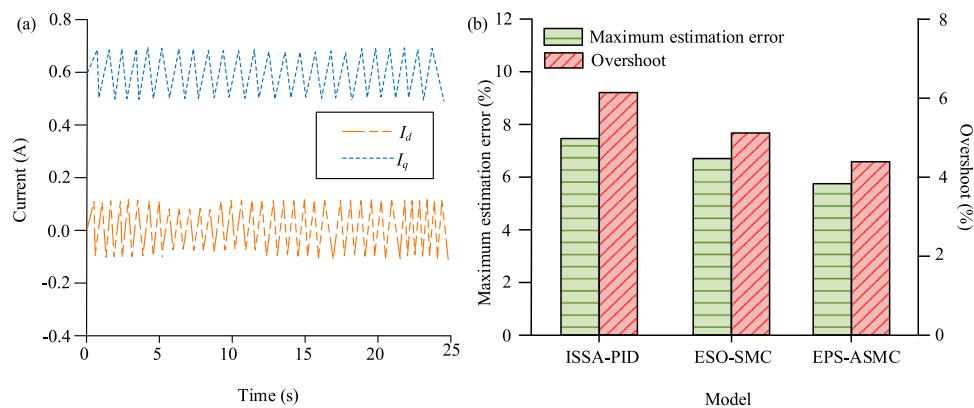 (a)
0.8
0.6
0.4
0.2
0.0
-0.2
-0.4
Current (A)
I_d
I_q
0 5 10 15 20 25
Time (s)
(b)
12
10
8
6
4
2
0
Maximum estimation error (%)
Maximum estimation error
Overshoot
8
6
4
2
0
Overshoot (%)
ISSA-PID ESO-SMC EPS-ASMC
Model